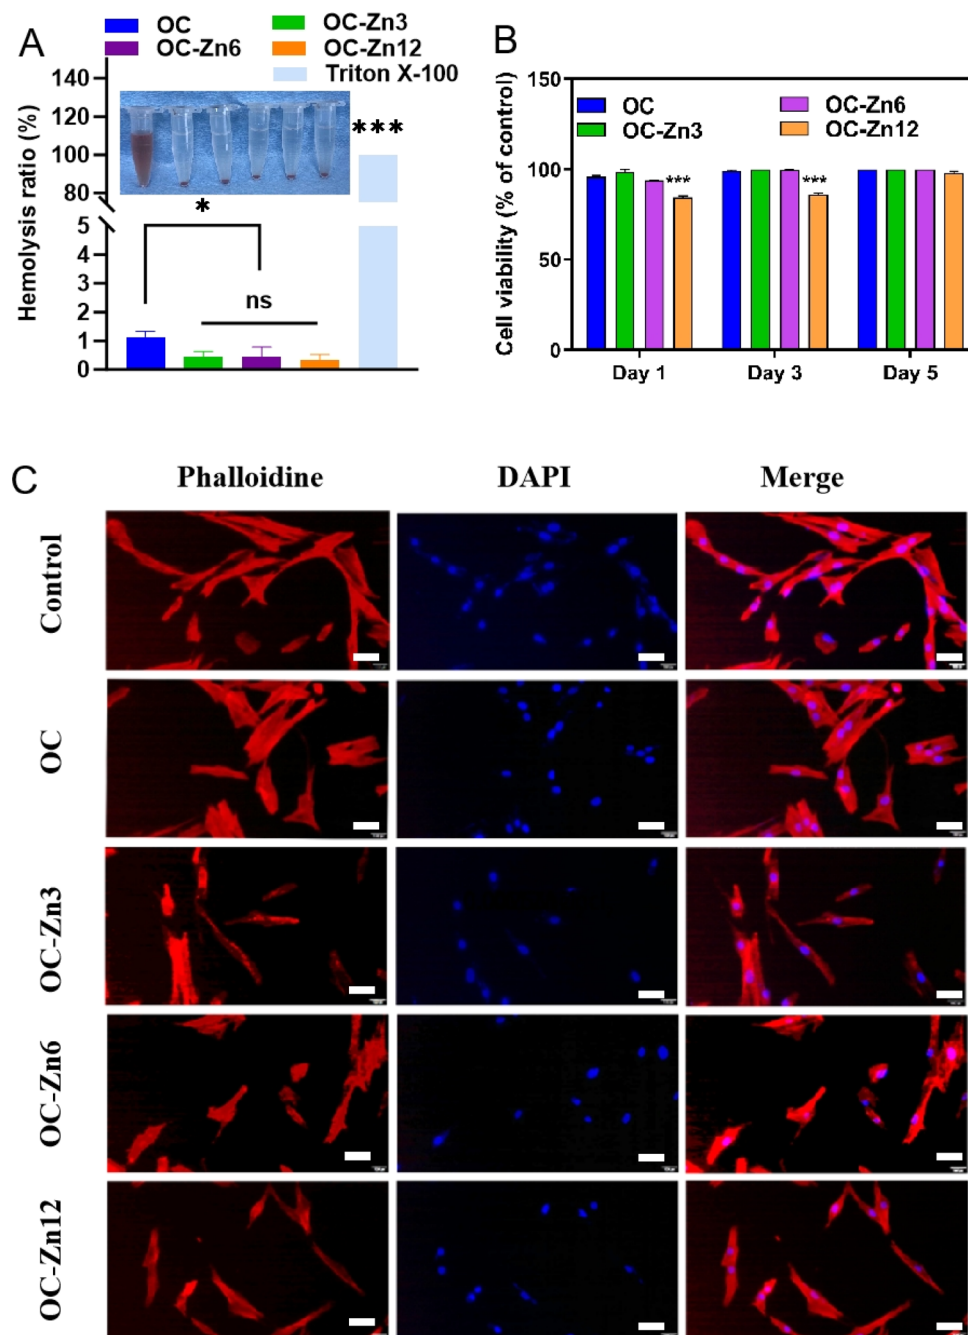 A
OC
OC-Zn3
OC-Zn6
OC-Zn12
Triton X-100
Hemolysis ratio (%)
140
120
100
80
5
4
3
2
1
0
***
*
ns
B
Cell viability (% of control)
150
100
50
0
OC
OC-Zn6
OC-Zn3
OC-Zn12
***
***
Day 1
Day 3
Day 5
C
Phalloidine
DAPI
Merge
Control
OC
OC-Zn3
OC-Zn6
OC-Zn12